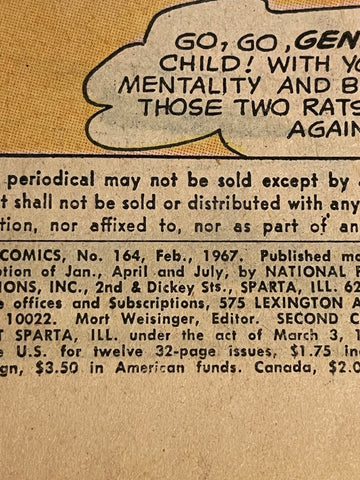 GO, GO, GEN
CHILD! WITH YO
MENTALITY AND B
THOSE TWO RATS
AGAIN
periodical may not be sold except by
t shall not be sold or distributed with any
tion, nor affixed to, nor as part of an
COMICS, No. 164, Feb., 1967. Published mo
ption of Jan., April and July, by NATIONAL
IONS, INC., 2nd & Dickey Sts., SPARTA, ILL. 62
e offices and Subscriptions, 575 LEXINGTON A
10022. Mort Weisinger, Editor. SECOND C
T SPARTA, ILL. under the act of March 3, 1
e U.S. for twelve 32-page issues, $1.75 in
gn, $3.50 in American funds. Canada, $2.0